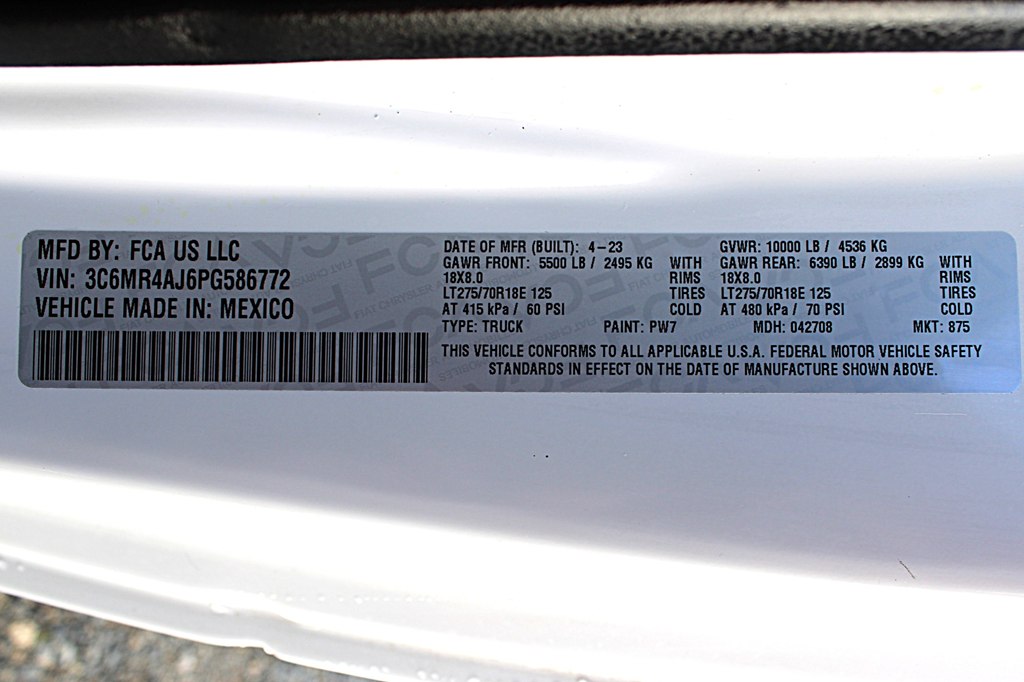 MFD BY: FCA US LLC
VIN: 3C6MR4AJ6PG586772
VEHICLE MADE IN: MEXICO
DATE OF MFR (BUILT): 4-23
GAWR FRONT: 5500 LB / 2495 KG WITH
18X8.0 RIMS
LT275/70R18E 125 TIRES
AT 415 kPa / 60 PSI COLD
GVWR: 10000 LB / 4536 KG
GAWR REAR: 6390 LB / 2899 KG WITH
18X8.0 RIMS
LT275/70R18E 125 TIRES
AT 480 kPa / 70 PSI COLD
TYPE: TRUCK PAINT: PW7 MDH: 042708 MKT: 875
THIS VEHICLE CONFORMS TO ALL APPLICABLE U.S.A. FEDERAL MOTOR VEHICLE SAFETY
STANDARDS IN EFFECT ON THE DATE OF MANUFACTURE SHOWN ABOVE.